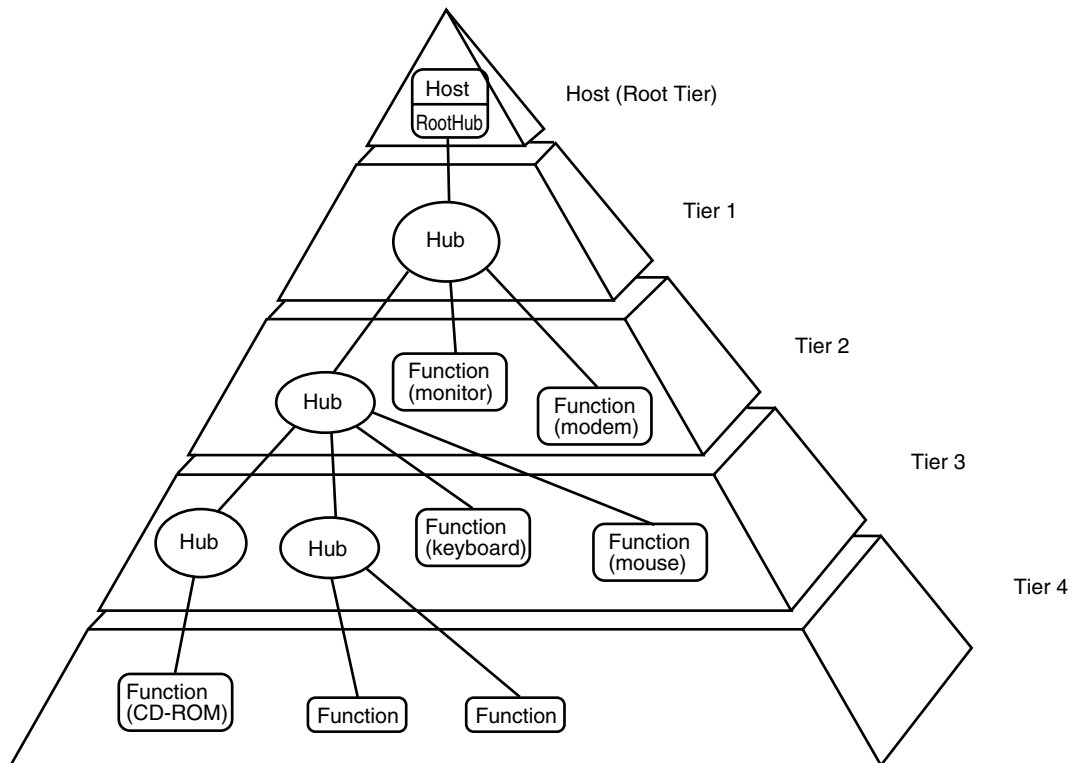 Host
RootHub
Host (Root Tier)
Hub
Tier 1
Function
(monitor)
Function
(modem)
Hub
Tier 2
Function
(keyboard)
Function
(mouse)
Hub
Hub
Tier 3
Function
(CD-ROM)
Function
Function
Tier 4